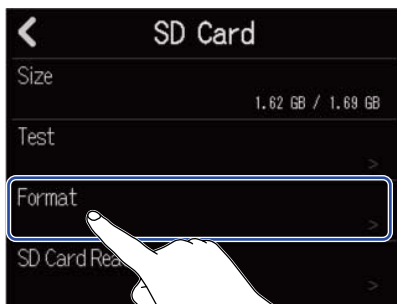 SD Card
Size
1.62 GB / 1.69 GB
Test
>
Format
>
SD Card Rea
>